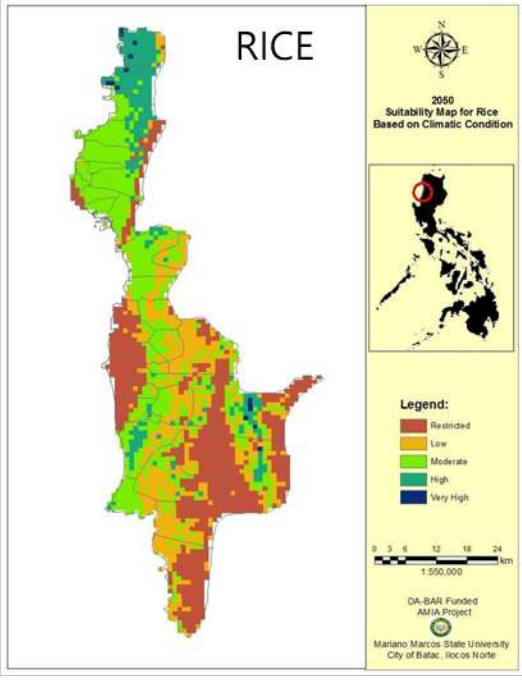 RICE
N
W
E
S
2050
Suitability Map for Rice
Based on Climatic Condition
Legend:
Restricted
Low
Moderate
High
Very High
0 3 6 12 18 24
km
1:550,000
DA-BAR Funded
AMIA Project
Mariano Marcos State University
City of Batac, Ilocos Norte